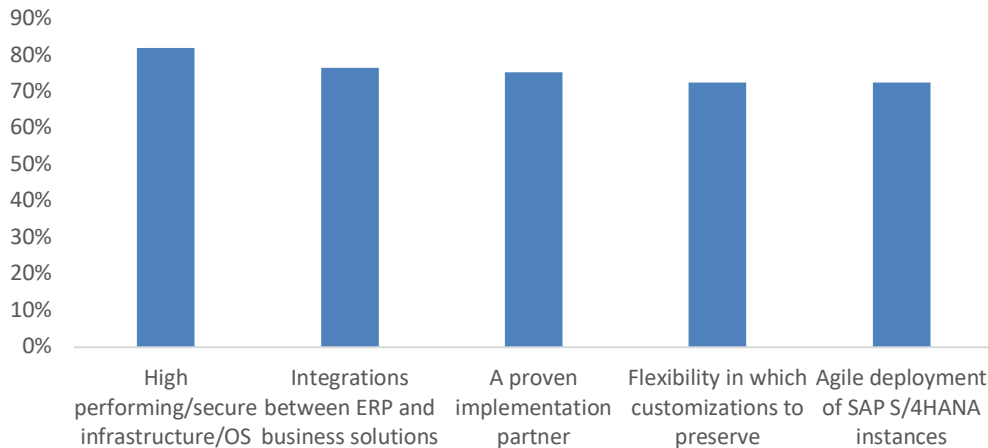 90%
80%
70%
60%
50%
40%
30%
20%
10%
0%
High
performing/secure
infrastructure/OS
Integrations
between ERP and
business solutions
A proven
implementation
partner
Flexibility in which
customizations to
preserve
Agile deployment
of SAP S/4HANA
instances